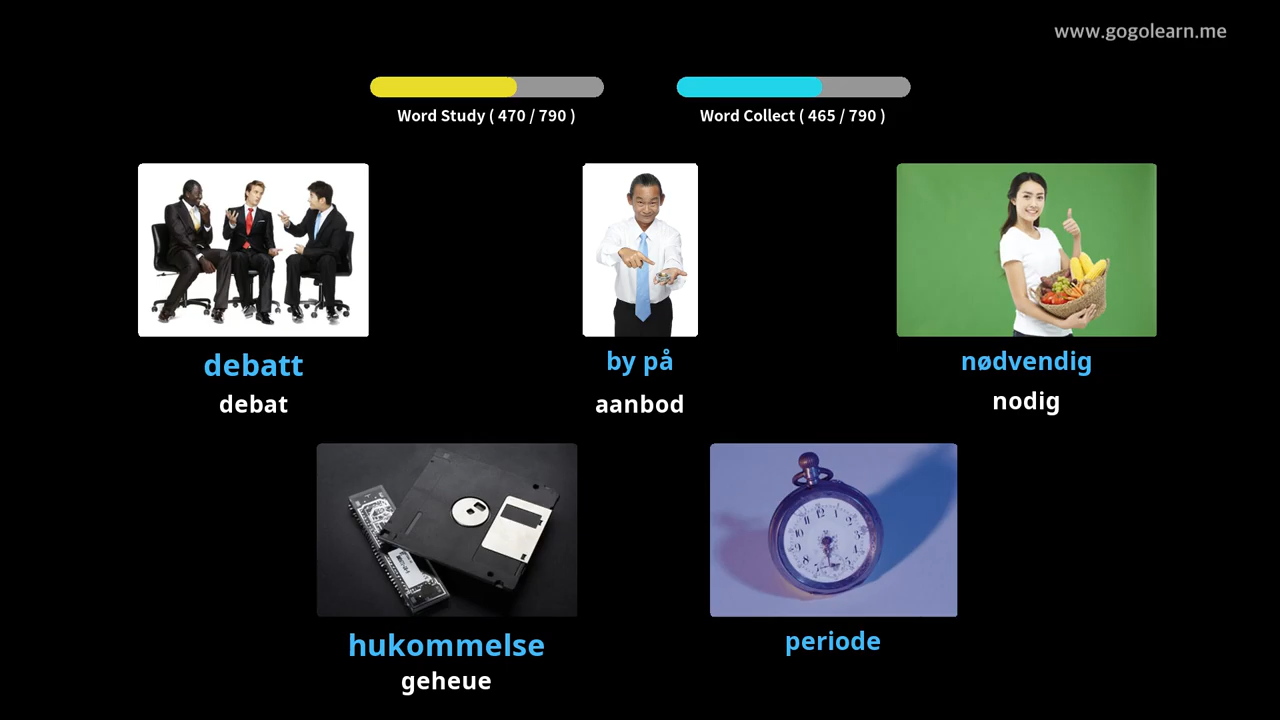 www.gogolearn.me
Word Study ( 470 / 790 )
Word Collect ( 465 / 790 )
debatt
debat
by på
aanbod
nødvendig
nodig
hukommelse
geheue
periode